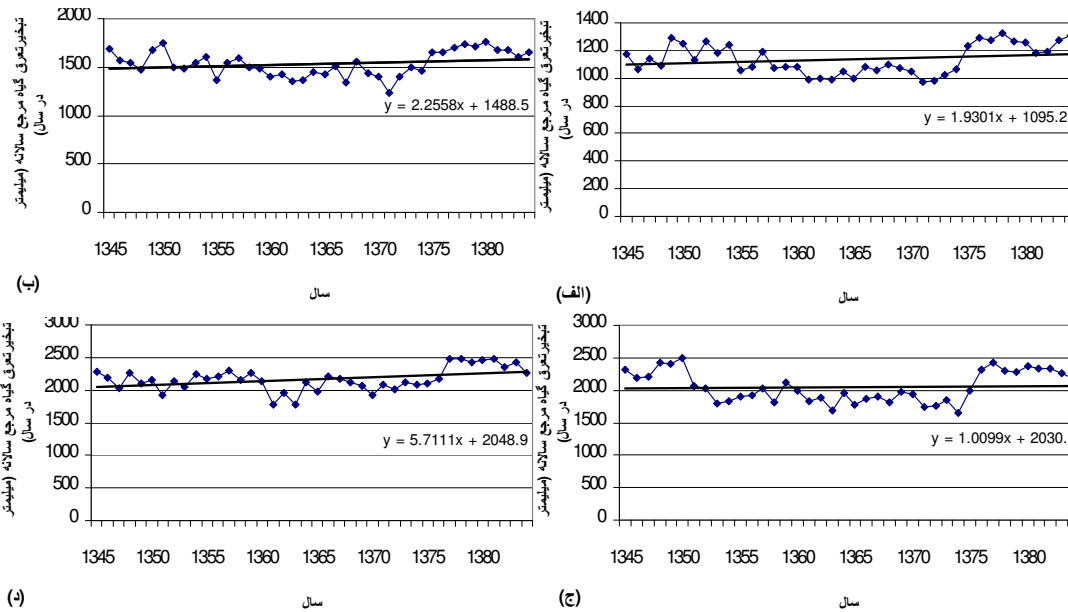 تبخیرتعرق گیاه مرجع سالانه (میلیمتر
در سال)
1400
1200
1000
800
600
400
200
0
y = 1.9301x + 1095.2
1345 1350 1355 1360 1365 1370 1375 1380
سال
(الف)
تبخیرتعرق گیاه مرجع سالانه (میلیمتر
در سال)
2000
1500
1000
500
0
y = 2.2558x + 1488.5
1345 1350 1355 1360 1365 1370 1375 1380
سال
(ب)
تبخیرتعرق گیاه مرجع سالانه (میلیمتر
در سال)
3000
2500
2000
1500
1000
500
0
y = 1.0099x + 2030.
1345 1350 1355 1360 1365 1370 1375 1380
سال
(ج)
تبخیرتعرق گیاه مرجع سالانه (میلیمتر
در سال)
3000
2500
2000
1500
1000
500
0
y = 5.7111x + 2048.9
1345 1350 1355 1360 1365 1370 1375 1380
سال
(د)